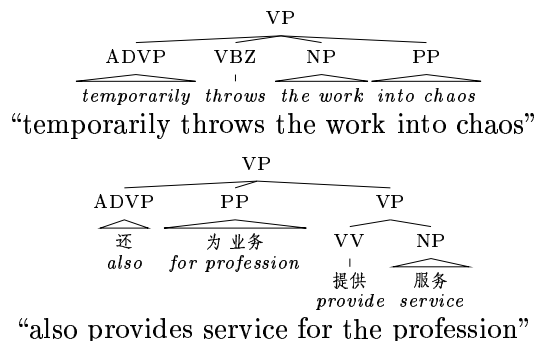 VP
ADVP VBZ NP PP
temporarily throws the work into chaos
“temporarily throws the work into chaos”
VP
ADVP PP VP
还 为 业务 VV NP
also for profession
提供 服务
provide service
“also provides service for the profession”